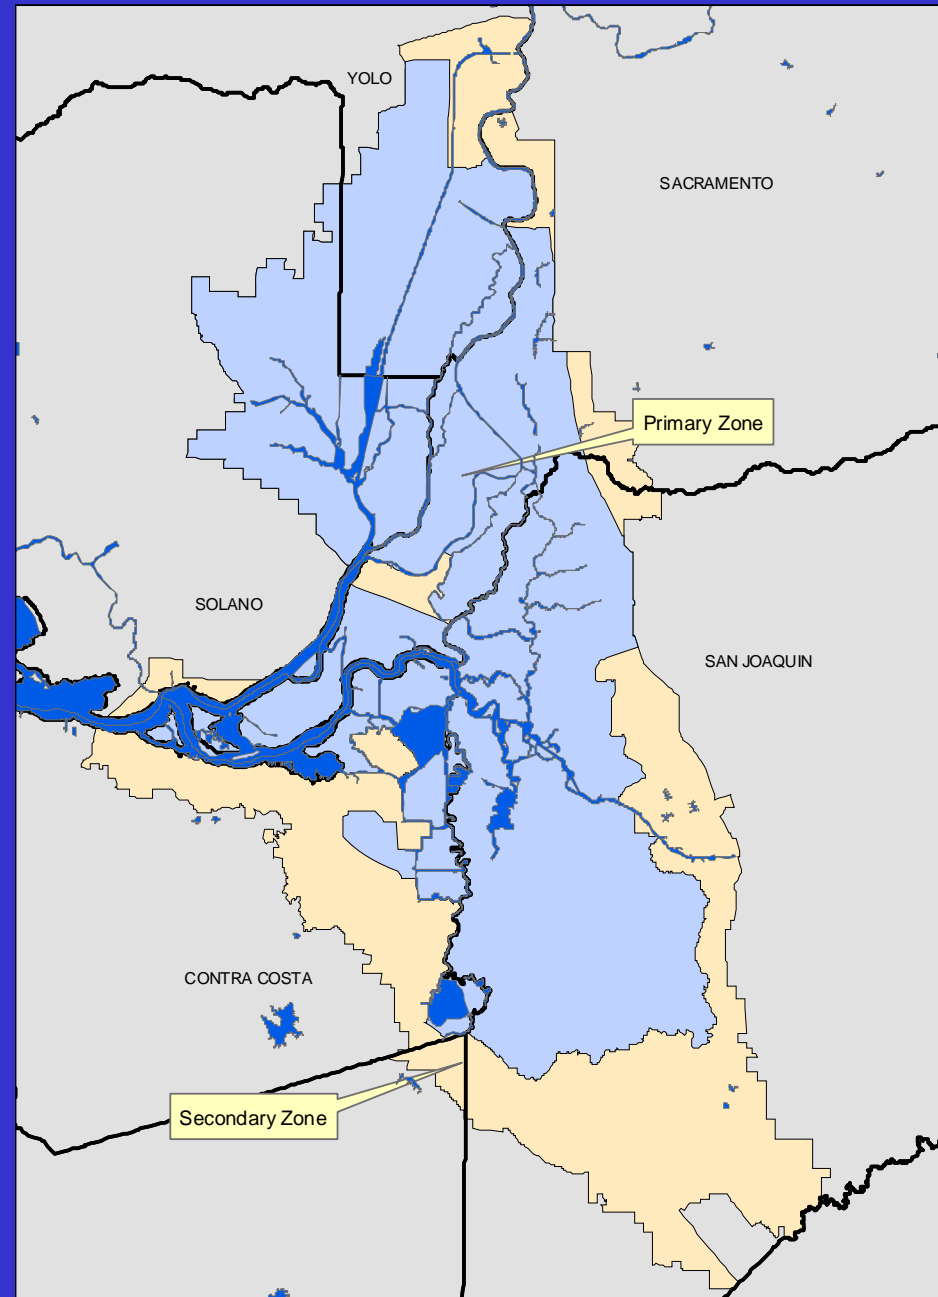 YOLO
SACRAMENTO
Primary Zone
SOLANO
SAN JOAQUIN
CONTRA COSTA
Secondary Zone